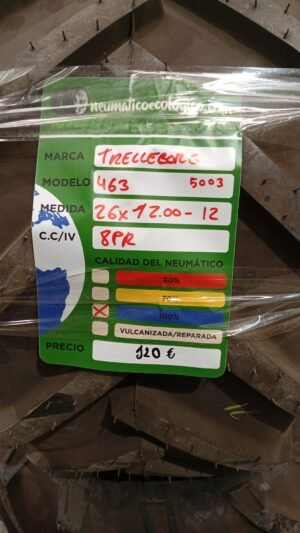 neumaticoecológico.com
MARCA TRELLEBORG
MODELO 463 5003
MEDIDA 26x12.00-12
C.C/IV 8PR
CALIDAD DEL NEUMÁTICO
50%
75%
X 100%
VULCANIZADA/REPARADA
PRECIO 120 €